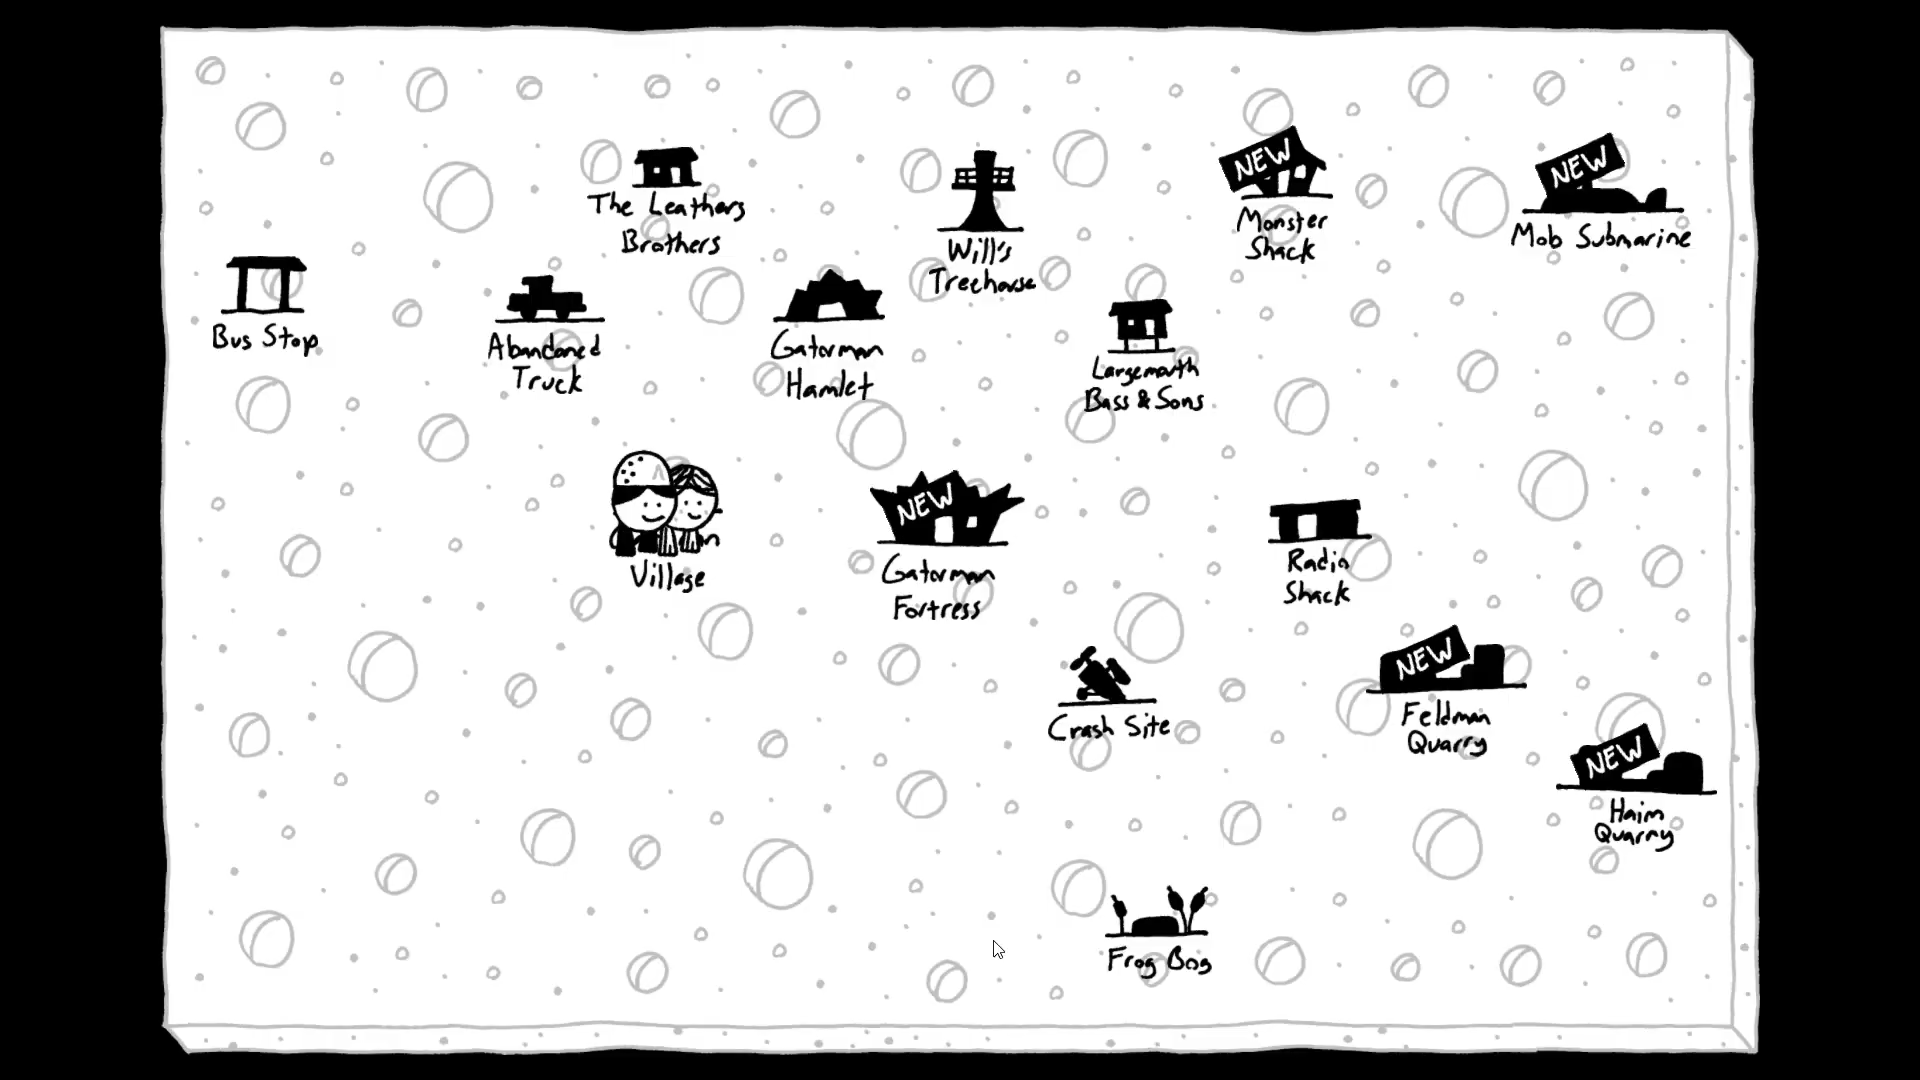 The Leathers
Brothers
Will's
Treehouse
NEW
Monster
Shack
NEW
Mob Submarine
Bus Stop
Abandoned
Truck
Gatorman
Hamlet
Largemouth
Bass & Sons
Village
NEW
Gatorman
Fortress
Radio
Shack
Crash Site
NEW
Feldman
Quarry
NEW
Haim
Quarry
Frog Bog